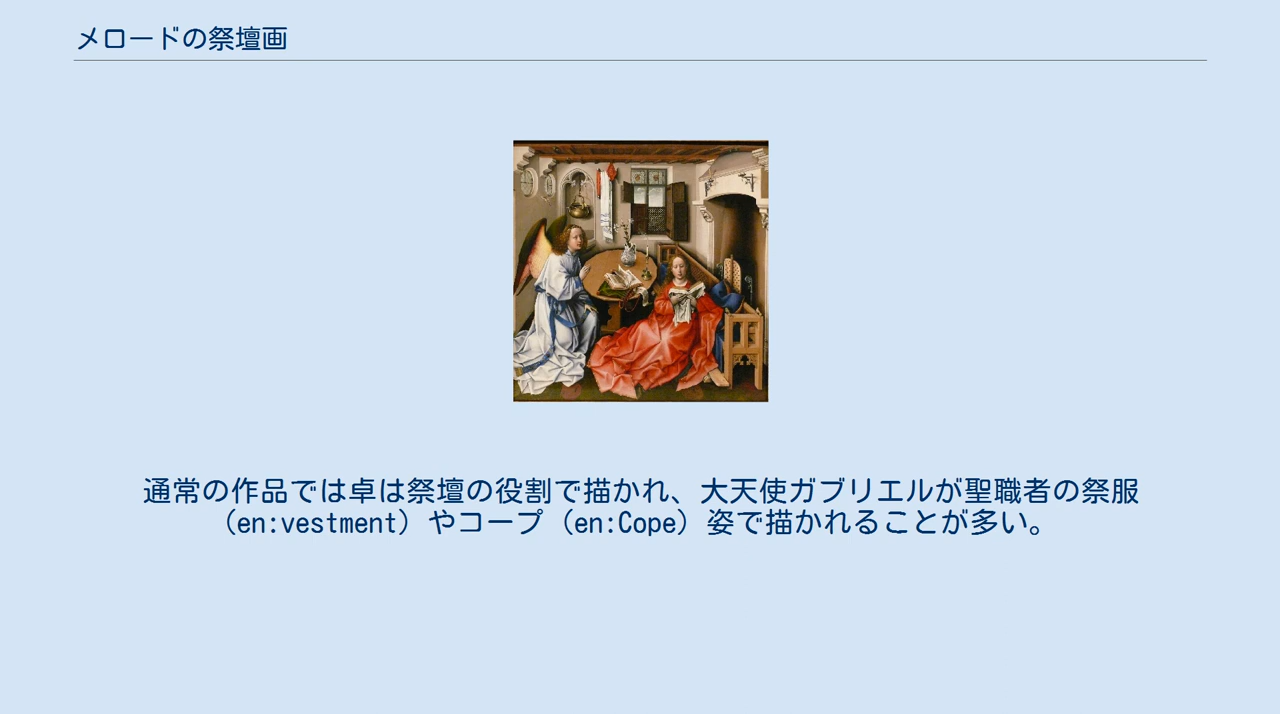 メロードの祭壇画
通常の作品では卓は祭壇の役割で描かれ、大天使ガブリエルが聖職者の祭服
（en:vestment）やコープ（en:Cope）姿で描かれることが多い。